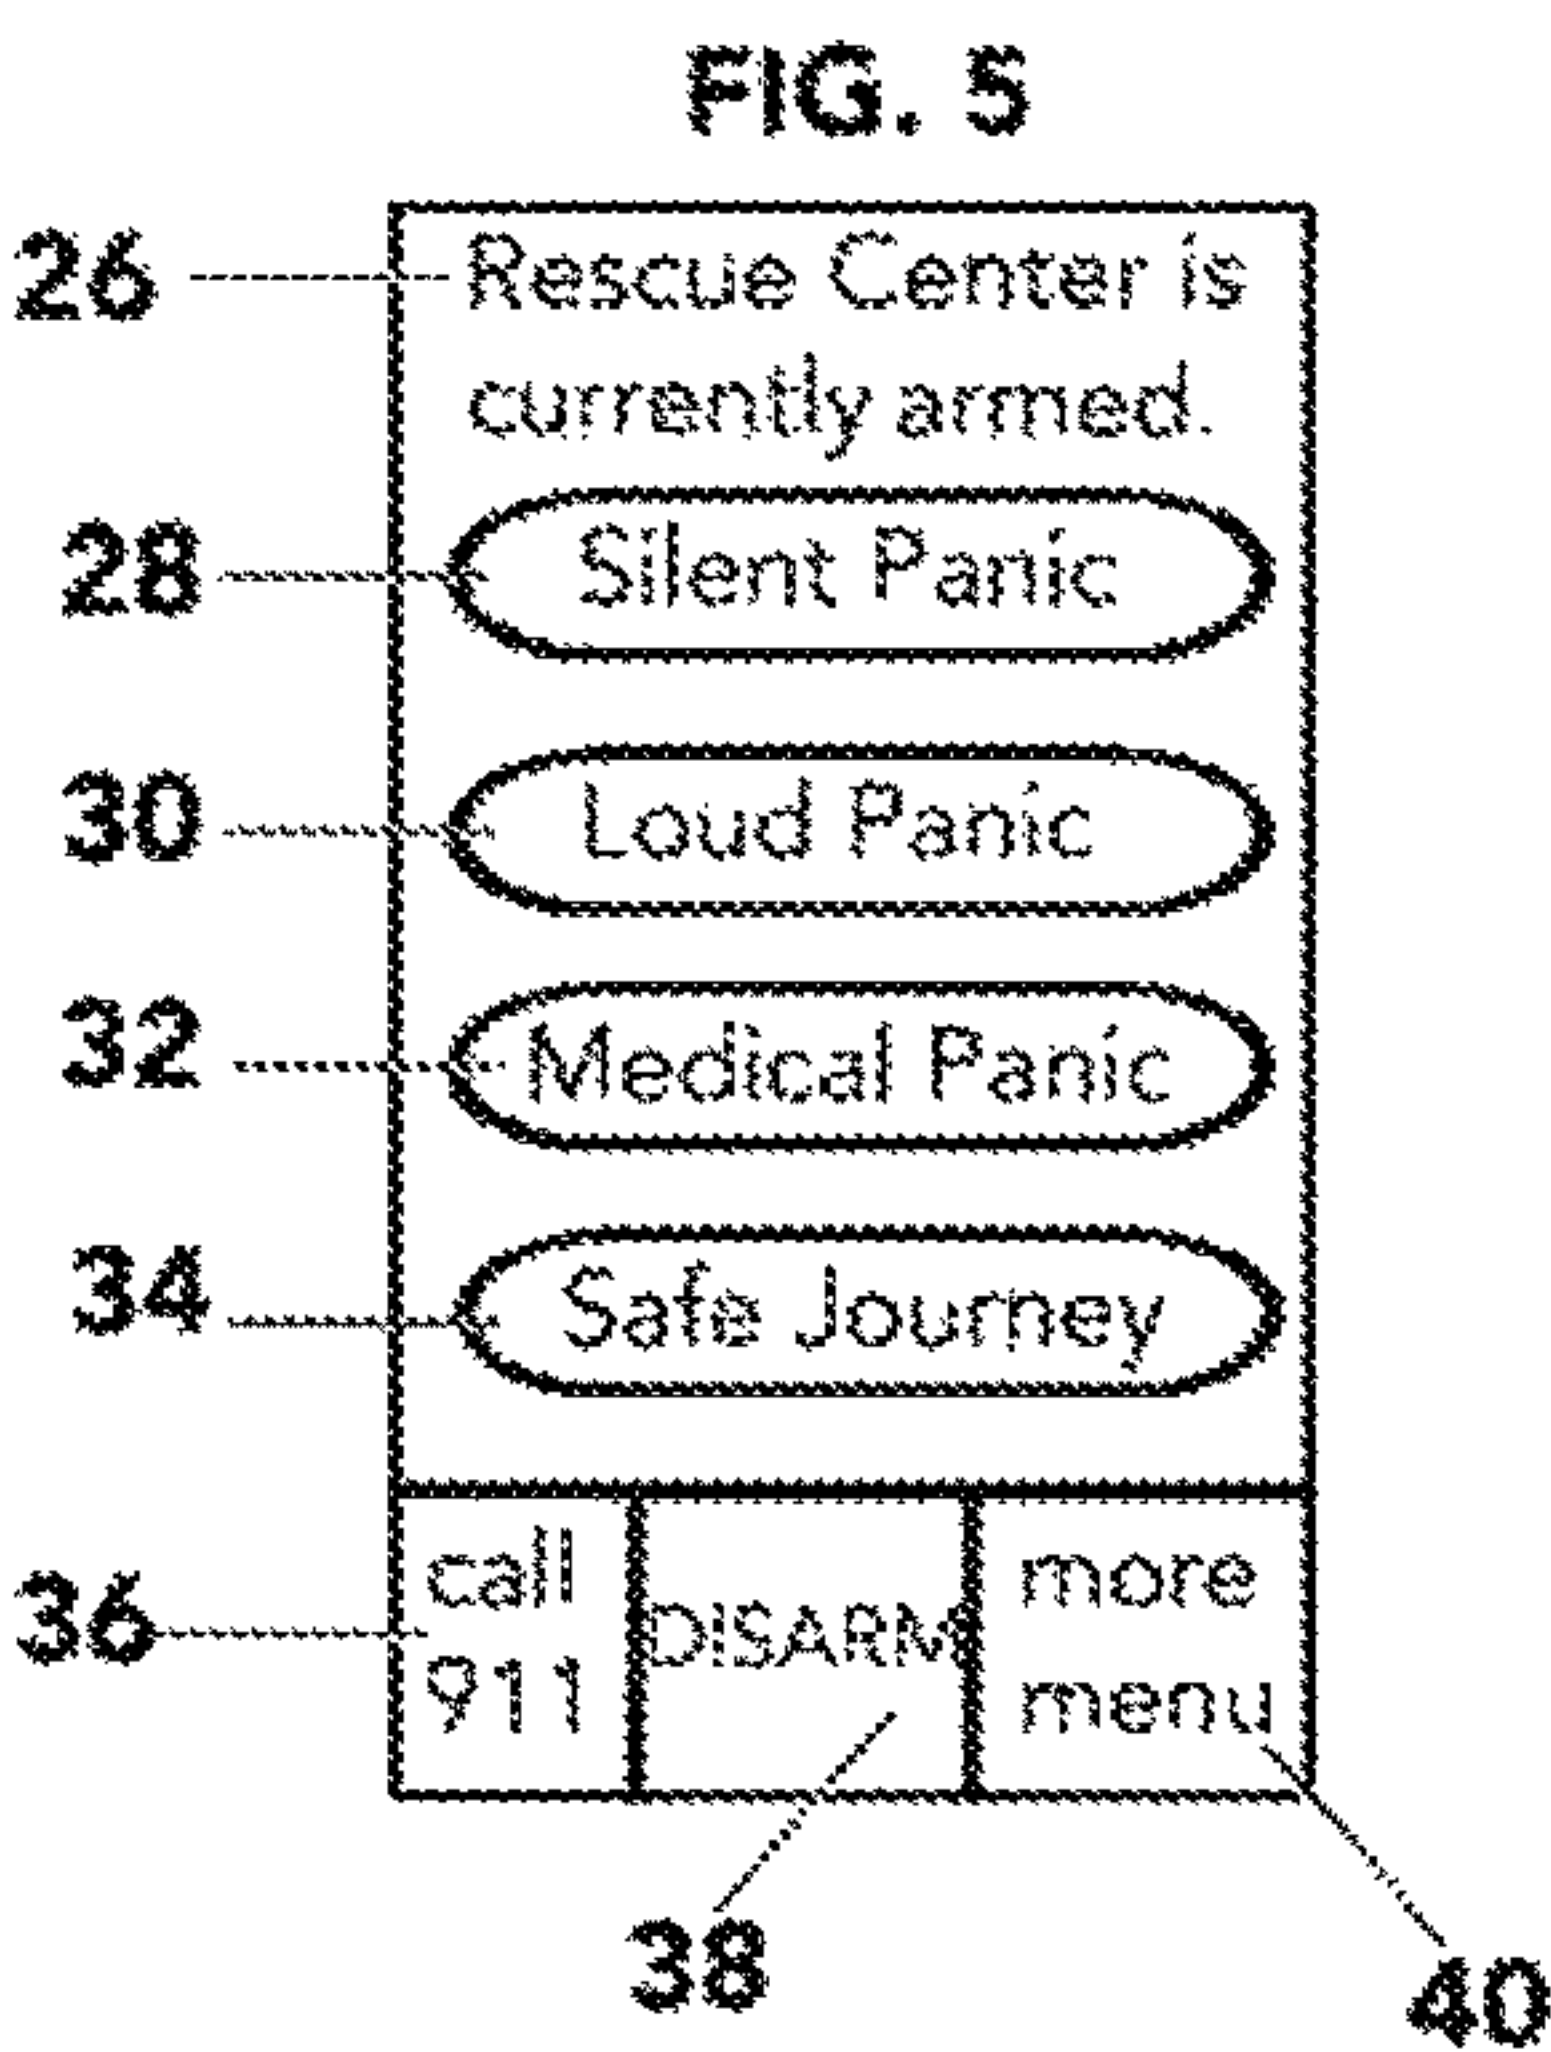 FIG. 5
26 Rescue Center is
currently armed.
28 Silent Panic
30 Loud Panic
32 Medical Panic
34 Safe Journey
call
911
36
DISARM
more
menu
38
40